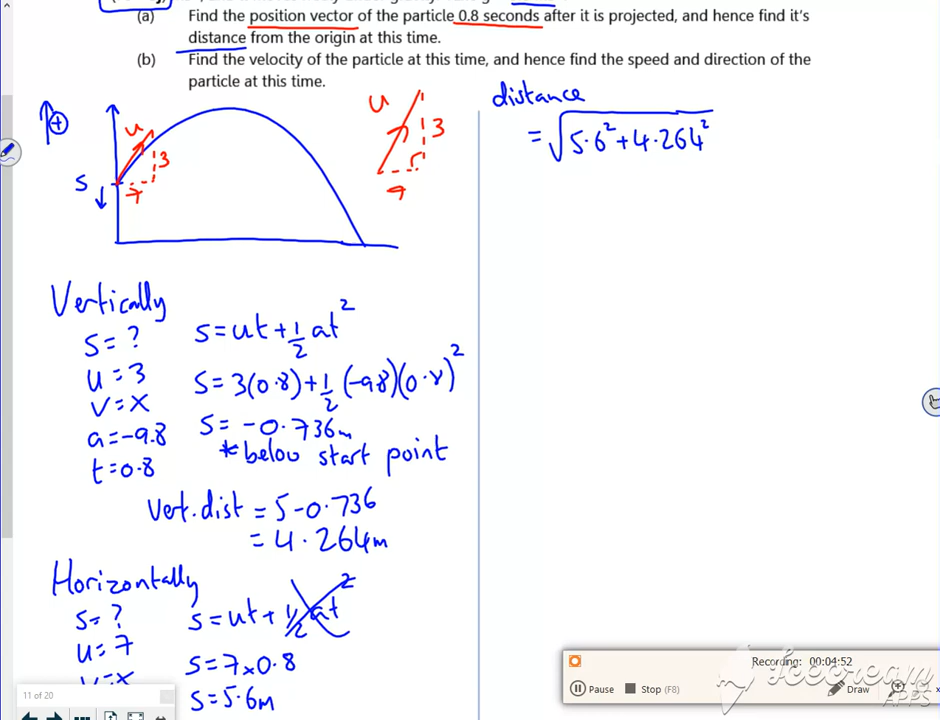 (a) Find the position vector of the particle 0.8 seconds after it is projected, and hence find it's
distance from the origin at this time.
(b) Find the velocity of the particle at this time, and hence find the speed and direction of the
particle at this time.
+
u
3
7
s
u
3
7
distance
= √5.6² + 4.264²
Vertically
s = ?
u = 3
v = x
a = -9.8
t = 0.8
s = ut + 1/2 at²
s = 3(0.8) + 1/2 (-9.8)(0.8)²
s = -0.736m
* below start point
Vert. dist = 5 - 0.736
= 4.264m
Horizontally
s = ?
u = 7
v = x
s = ut + 1/2 at²
s = 7 x 0.8
s = 5.6m
11 of 20
Recording: 00:04:52
Pause
Stop (F8)
Draw
Icecream
APPS